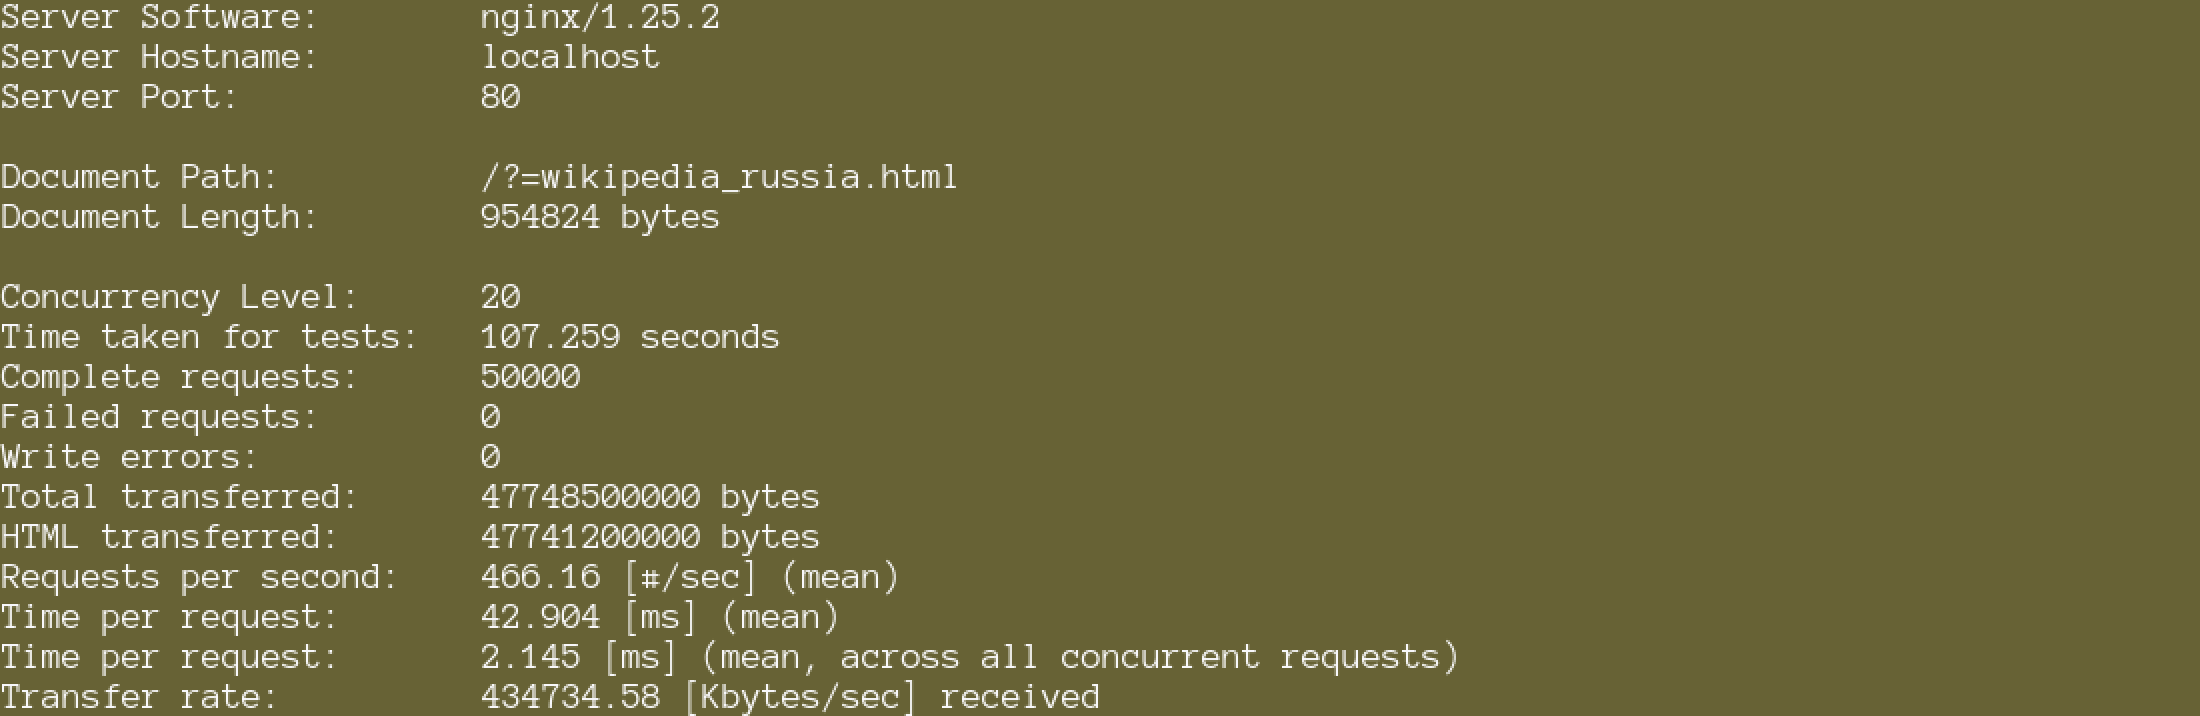 Server Software: nginx/1.25.2
Server Hostname: localhost
Server Port: 80
Document Path: /?=wikipedia_russia.html
Document Length: 954824 bytes
Concurrency Level: 20
Time taken for tests: 107.259 seconds
Complete requests: 50000
Failed requests: 0
Write errors: 0
Total transferred: 47748500000 bytes
HTML transferred: 47741200000 bytes
Requests per second: 466.16 [#/sec] (mean)
Time per request: 42.904 [ms] (mean)
Time per request: 2.145 [ms] (mean, across all concurrent requests)
Transfer rate: 434734.58 [Kbytes/sec] received